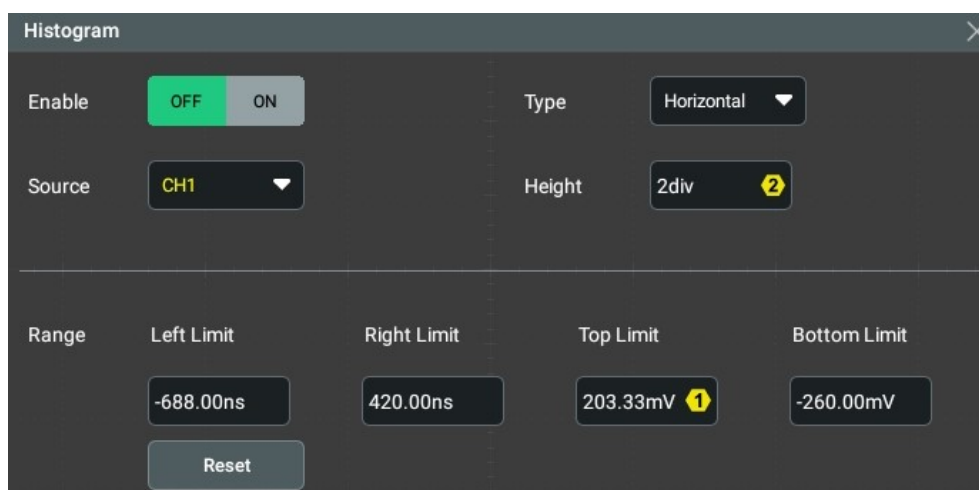 Histogram
Enable OFF ON Type Horizontal
Source CH1 Height 2div 2
Range Left Limit Right Limit Top Limit Bottom Limit
-688.00ns 420.00ns 203.33mV 1 -260.00mV
Reset